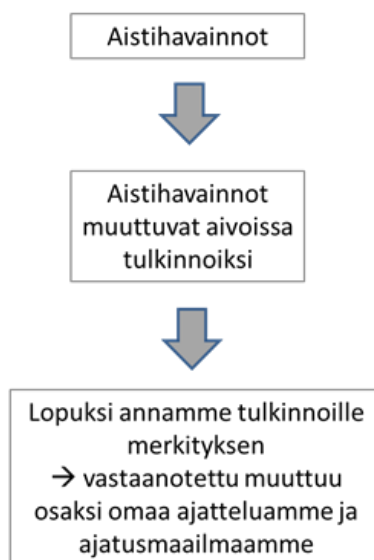 Aistihavainnot
Aistihavainnot
muuttuvat aivoissa
tulkinnoiksi
Lopuksi annamme tulkinnoille
merkityksen
→ vastaanotettu muuttuu
osaksi omaa ajatteluamme ja
ajatusmaailmaamme